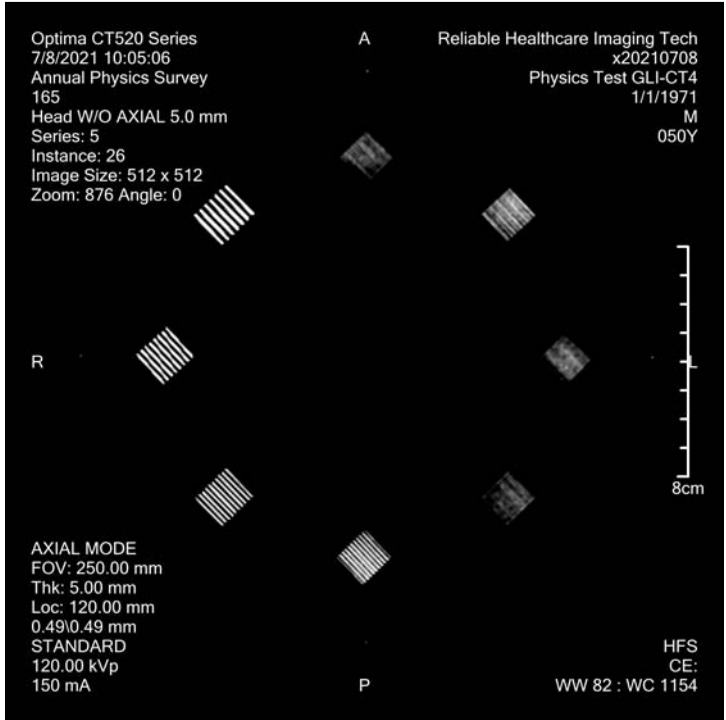 Optima CT520 Series
7/8/2021 10:05:06
Annual Physics Survey
165
Head W/O AXIAL 5.0 mm
Series: 5
Instance: 26
Image Size: 512 x 512
Zoom: 876 Angle: 0
A
Reliable Healthcare Imaging Tech
x20210708
Physics Test GLI-CT4
1/1/1971
M
050Y
R
L
8cm
AXIAL MODE
FOV: 250.00 mm
Thk: 5.00 mm
Loc: 120.00 mm
0.49\0.49 mm
STANDARD
120.00 kVp
150 mA
P
HFS
CE:
WW 82 : WC 1154